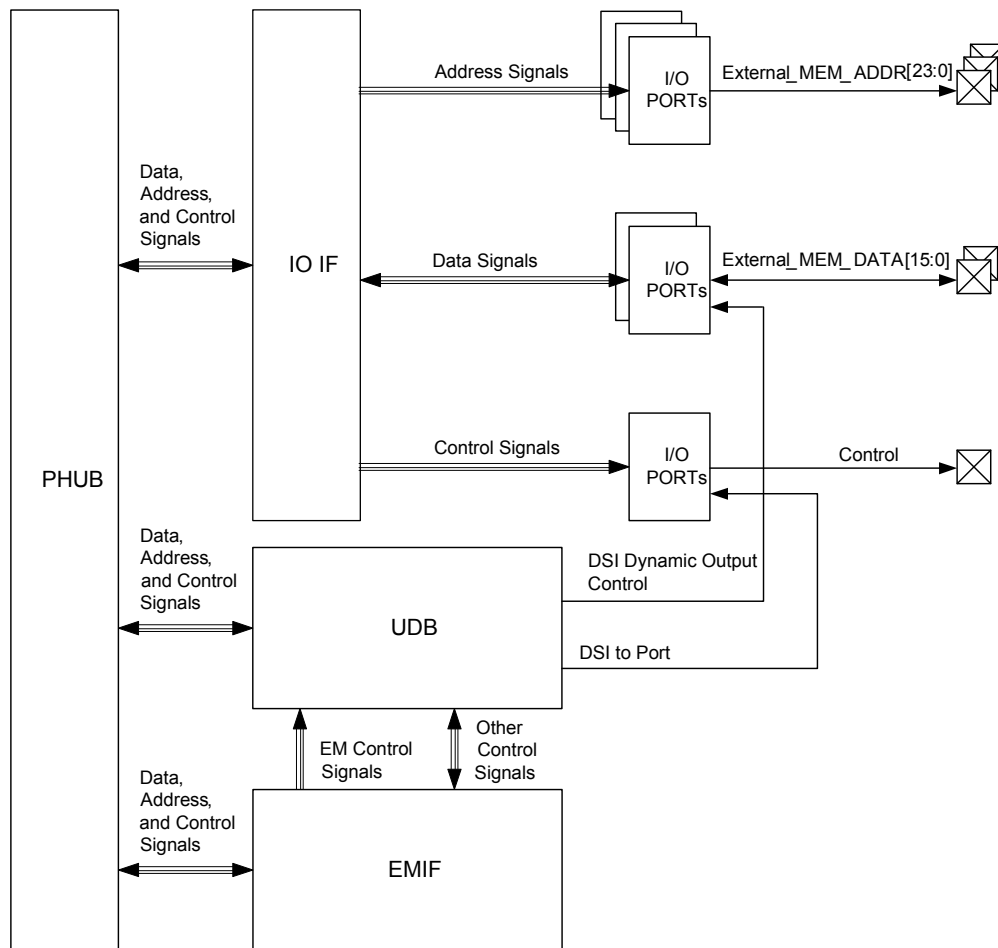 Address Signals
I/O
PORTs
External_MEM_ADDR[23:0]
Data,
Address,
and Control
Signals
IO IF
Data Signals
I/O
PORTs
External_MEM_DATA[15:0]
Control Signals
I/O
PORTs
Control
PHUB
Data,
Address,
and Control
Signals
UDB
DSI Dynamic Output
Control
DSI to Port
EM Control
Signals
Other
Control
Signals
Data,
Address,
and Control
Signals
EMIF